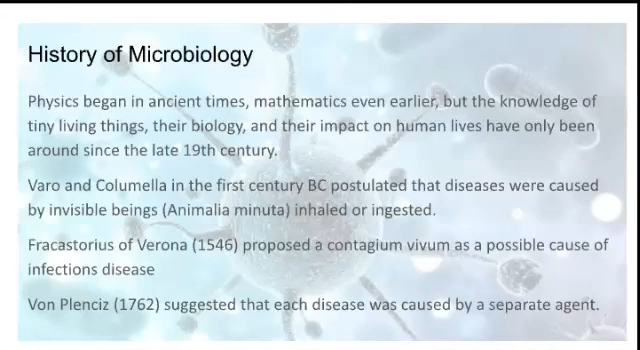 History of Microbiology
Physics began in ancient times, mathematics even earlier, but the knowledge of
tiny living things, their biology, and their impact on human lives have only been
around since the late 19th century.
Varo and Columella in the first century BC postulated that diseases were caused
by invisible beings (Animalia minuta) inhaled or ingested.
Fracastorius of Verona (1546) proposed a contagium vivum as a possible cause of
infections disease
Von Plenciz (1762) suggested that each disease was caused by a separate agent.